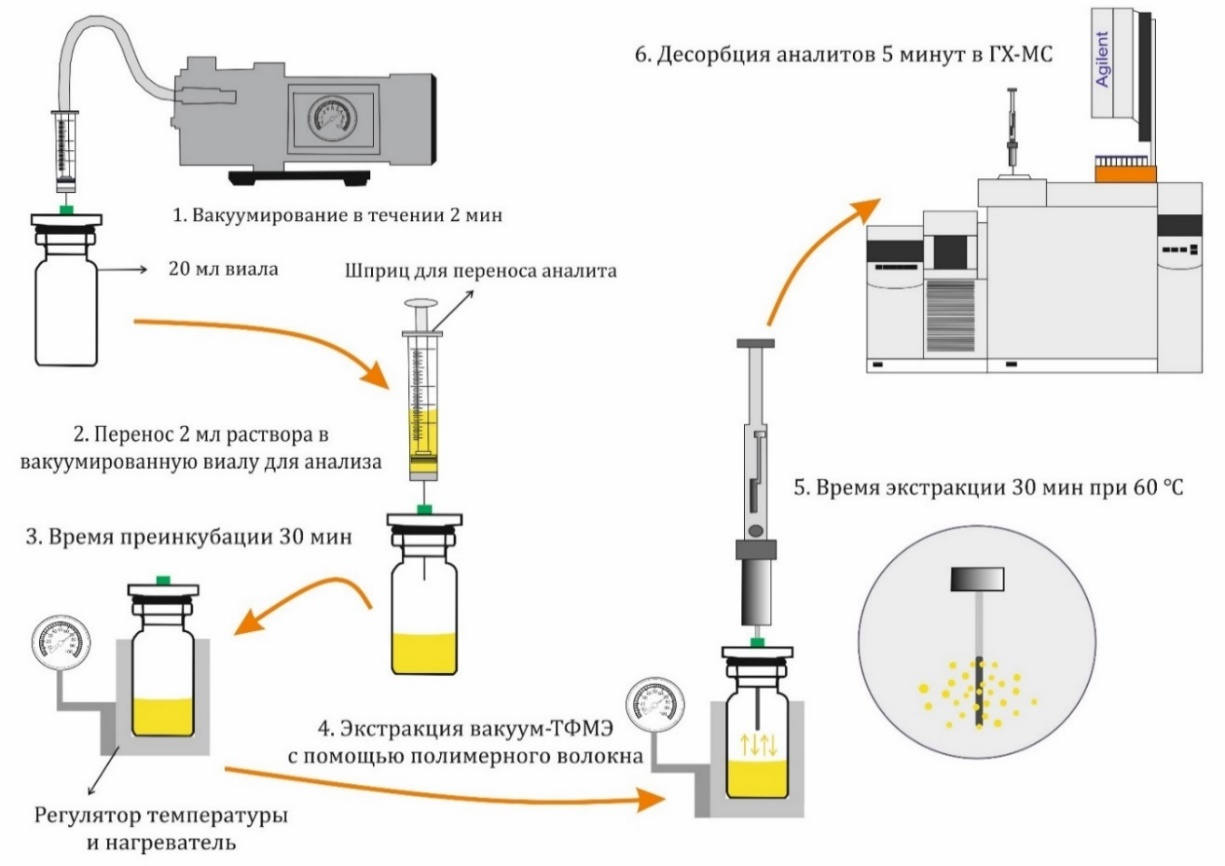 6. Десорбция аналитов 5 минут в ГХ-МС
Agilent
1. Вакуумирование в течении 2 мин
20 мл виала
Шприц для переноса аналита
2. Перенос 2 мл раствора в
вакуумированную виалу для анализа
3. Время преинкубации 30 мин
5. Время экстракции 30 мин при 60 °С
4. Экстракция вакуум-ТФМЭ
с помощью полимерного волокна
Регулятор температуры
и нагреватель